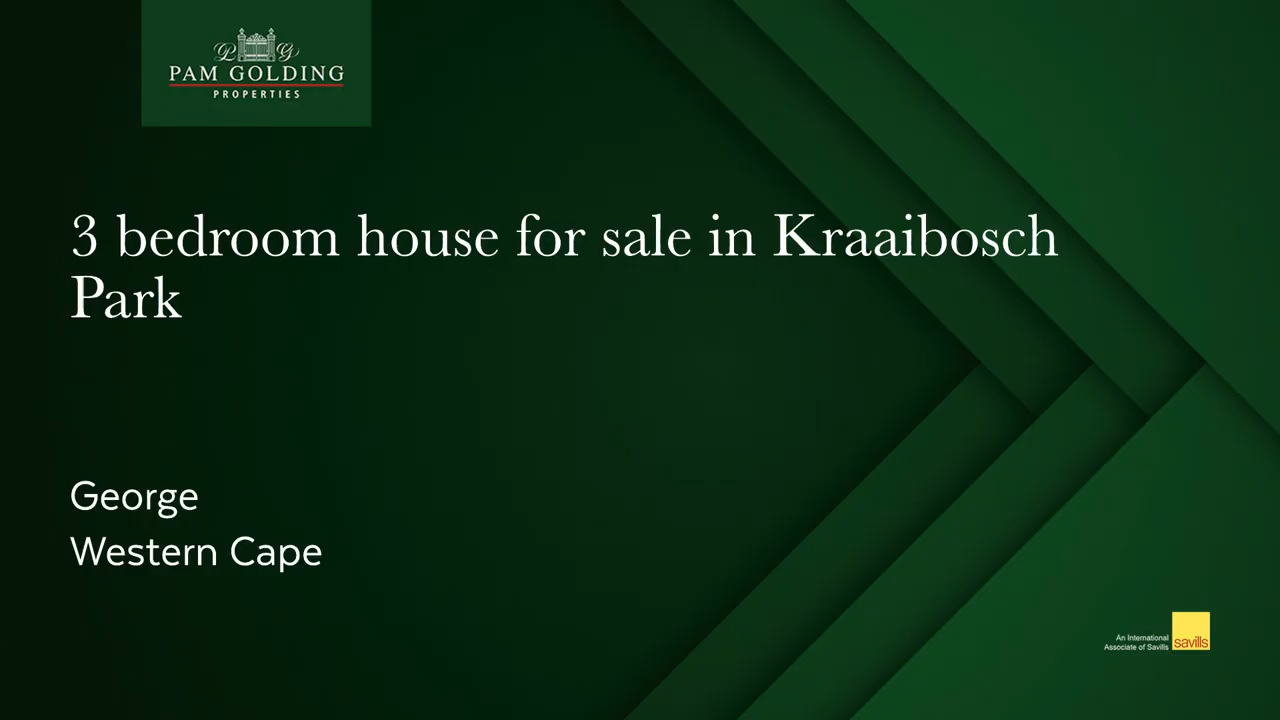 P G
PAM GOLDING
PROPERTIES
3 bedroom house for sale in Kraaibosch
Park
George
Western Cape
An International
Associate of Savills
savills